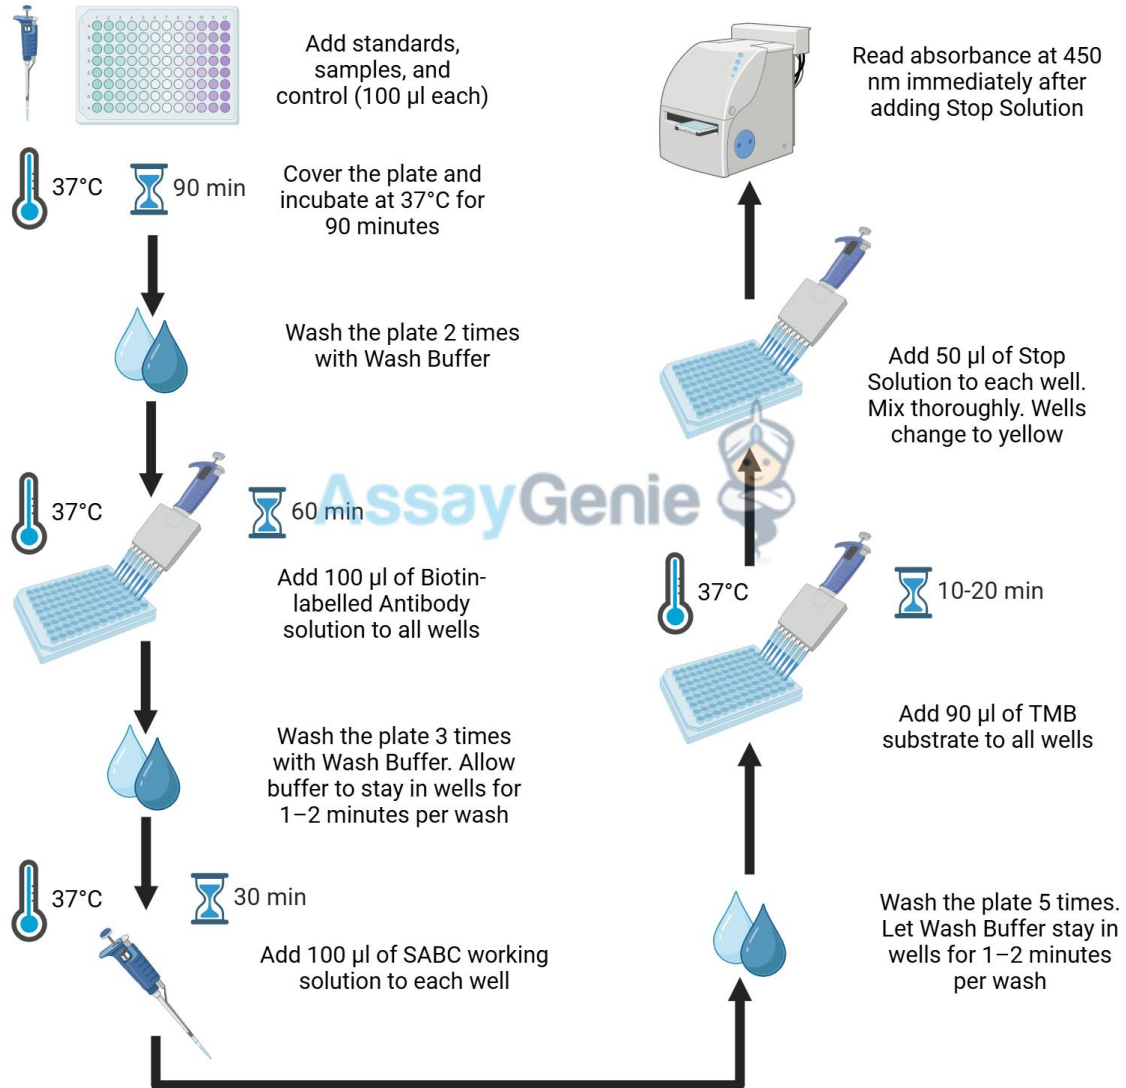 Add standards,
samples, and
control (100 µl each)
37°C
90 min
Cover the plate and
incubate at 37°C for
90 minutes
Wash the plate 2 times
with Wash Buffer
37°C
60 min
Add 100 µl of Biotin-
labelled Antibody
solution to all wells
Wash the plate 3 times
with Wash Buffer. Allow
buffer to stay in wells for
1–2 minutes per wash
37°C
30 min
Add 100 µl of SABC working
solution to each well
Wash the plate 5 times.
Let Wash Buffer stay in
wells for 1–2 minutes
per wash
37°C
10-20 min
Add 90 µl of TMB
substrate to all wells
Add 50 µl of Stop
Solution to each well.
Mix thoroughly. Wells
change to yellow
Read absorbance at 450
nm immediately after
adding Stop Solution
AssayGenie